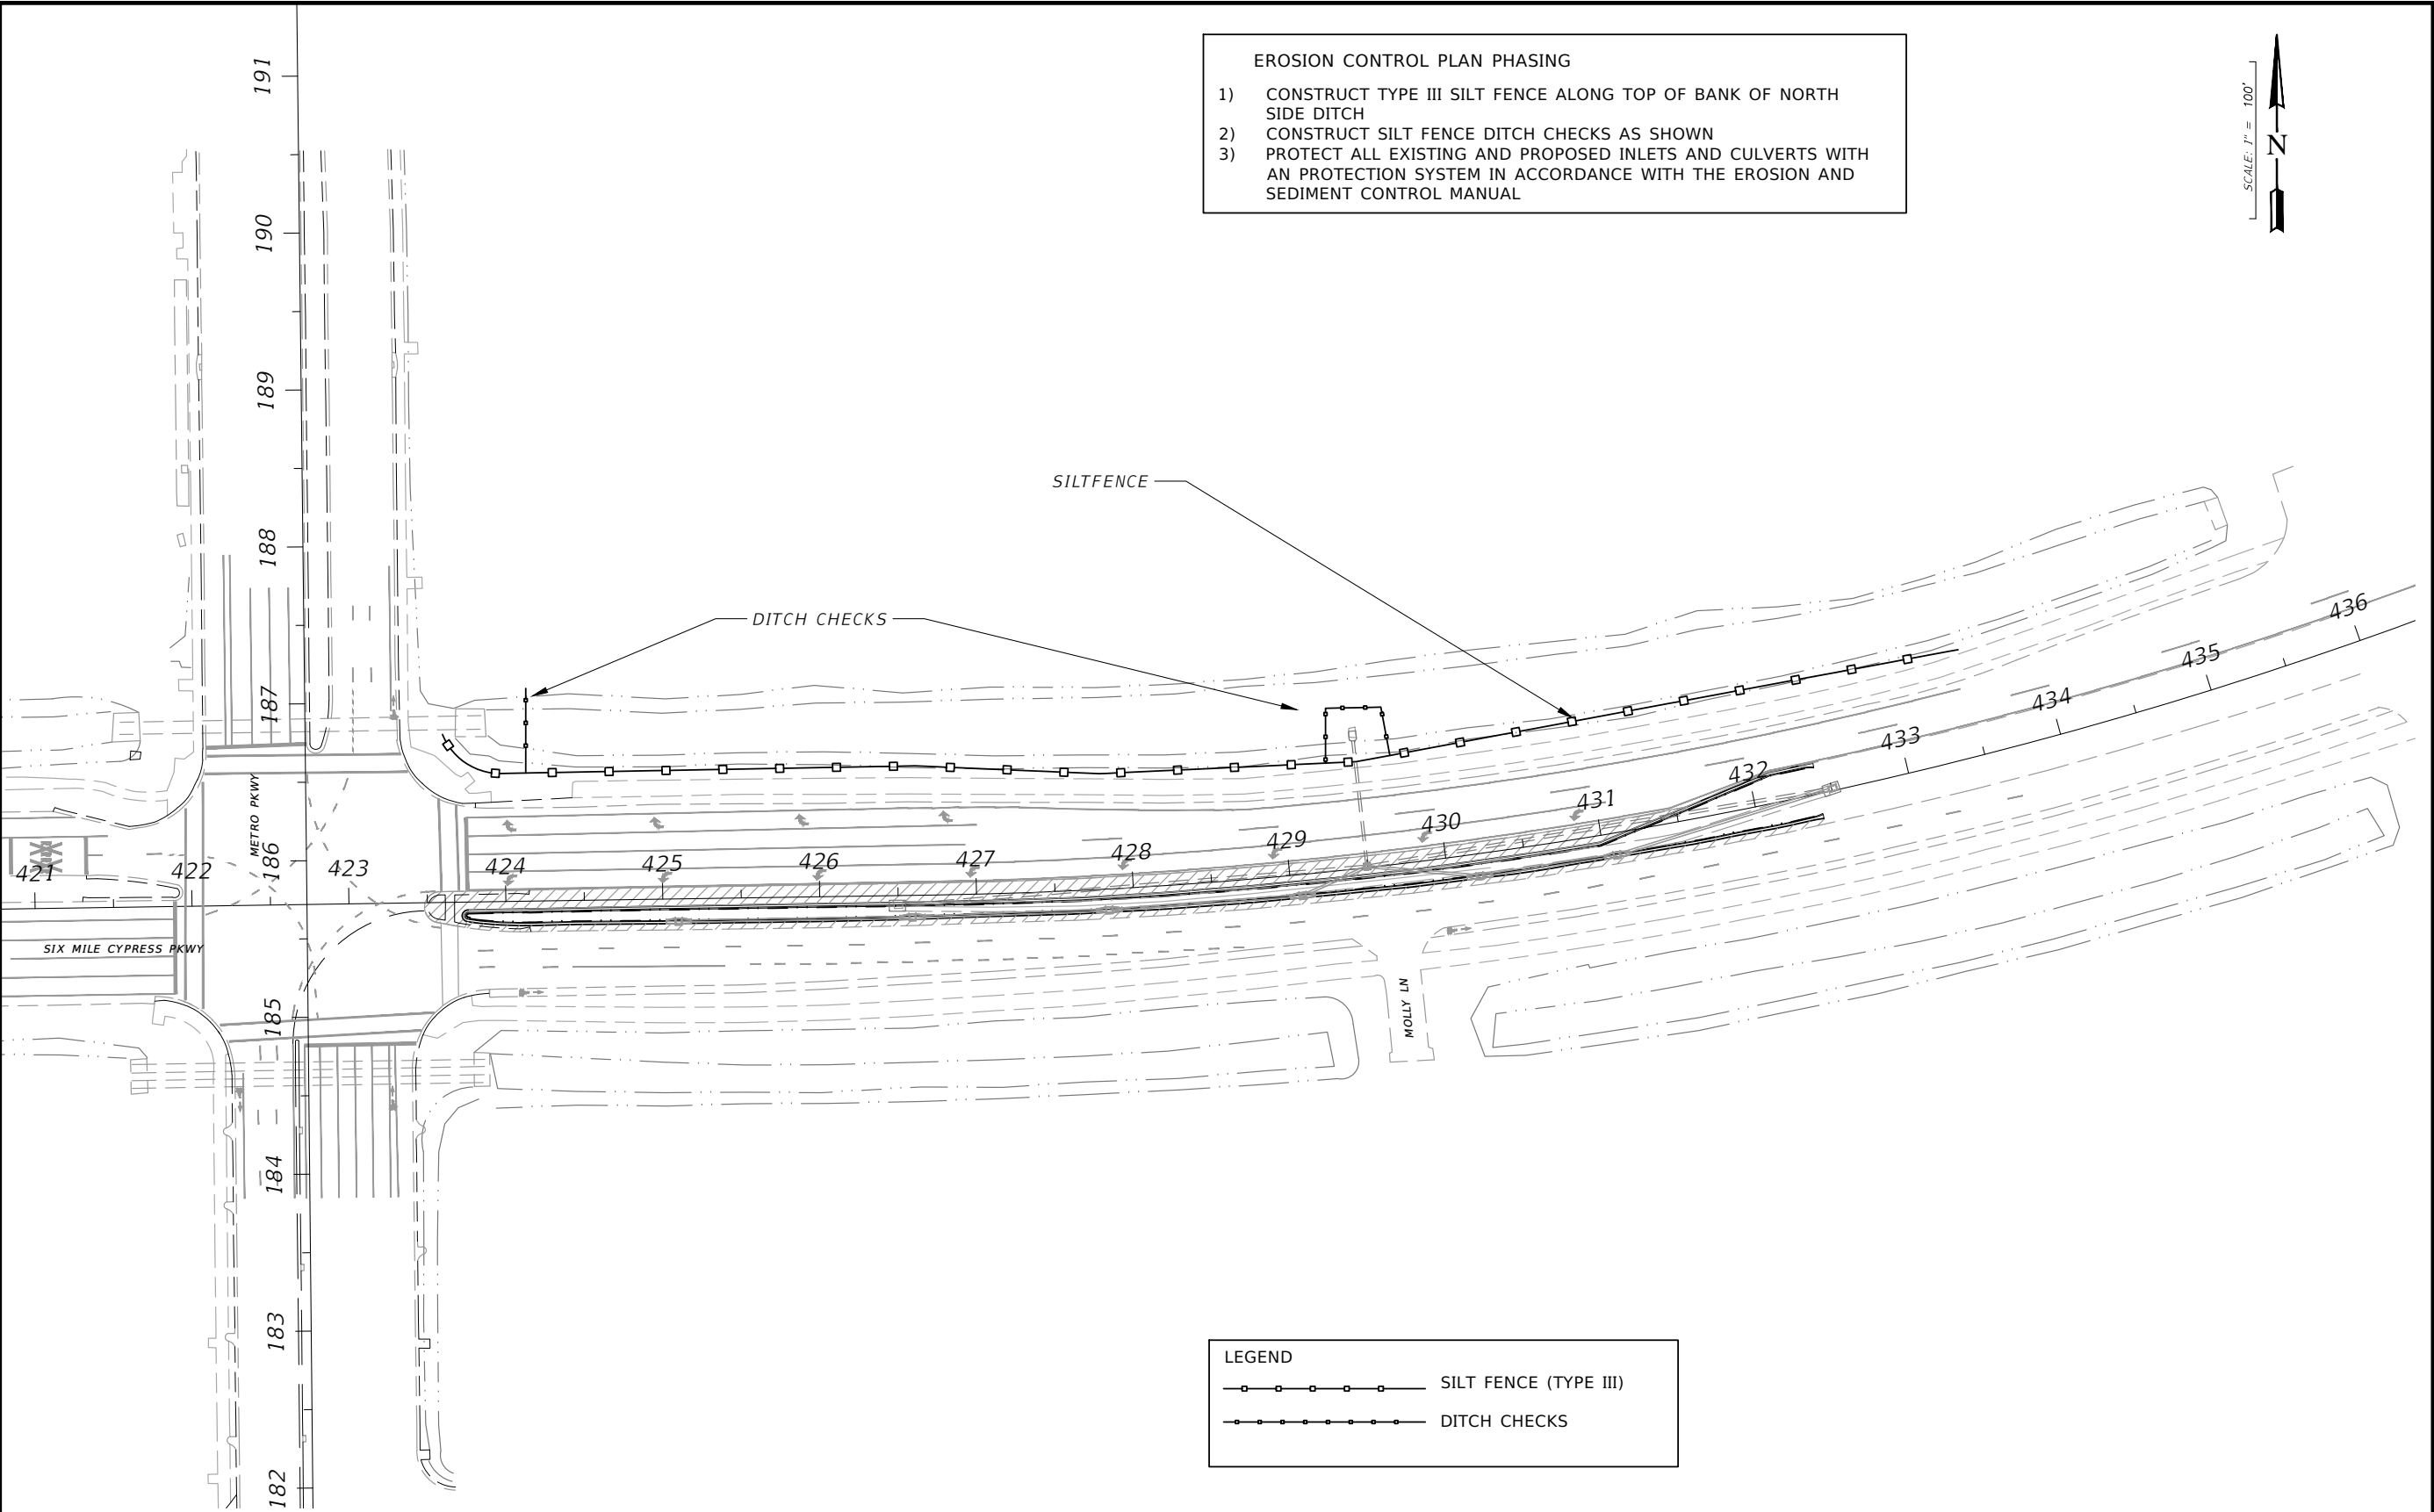 EROSION CONTROL PLAN PHASING
1) CONSTRUCT TYPE III SILT FENCE ALONG TOP OF BANK OF NORTH
SIDE DITCH
2) CONSTRUCT SILT FENCE DITCH CHECKS AS SHOWN
3) PROTECT ALL EXISTING AND PROPOSED INLETS AND CULVERTS WITH
AN PROTECTION SYSTEM IN ACCORDANCE WITH THE EROSION AND
SEDIMENT CONTROL MANUAL
SCALE: 1" = 100'
N
191
190
189
188
187
186
185
184
183
182
SILTFENCE
DITCH CHECKS
METRO PKWY
SIX MILE CYPRESS PKWY
MOLLY LN
421
422
423
424
425
426
427
428
429
430
431
432
433
434
435
436
LEGEND
SILT FENCE (TYPE III)
DITCH CHECKS